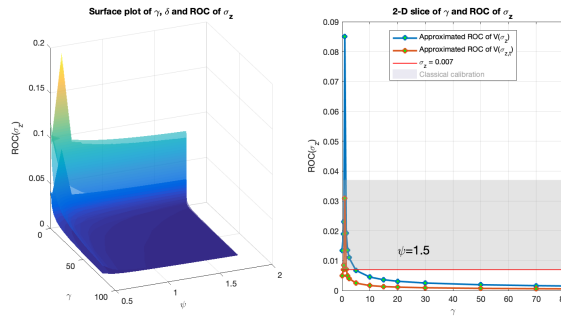 Surface plot of γ, δ and ROC of σz
0.2
0.15
0.1
0.05
0
ROC(σz)
0
50
100
γ
0.5
1
1.5
2
ψ
2-D slice of γ and ROC of σz
0.09
0.08
0.07
0.06
0.05
0.04
0.03
0.02
0.01
0
ROC(σz)
Approximated ROC of V(σz)
Approximated ROC of V(σz,π)
σz = 0.007
Classical calibration
ψ=1.5
0 10 20 30 40 50 60 70 80
γ